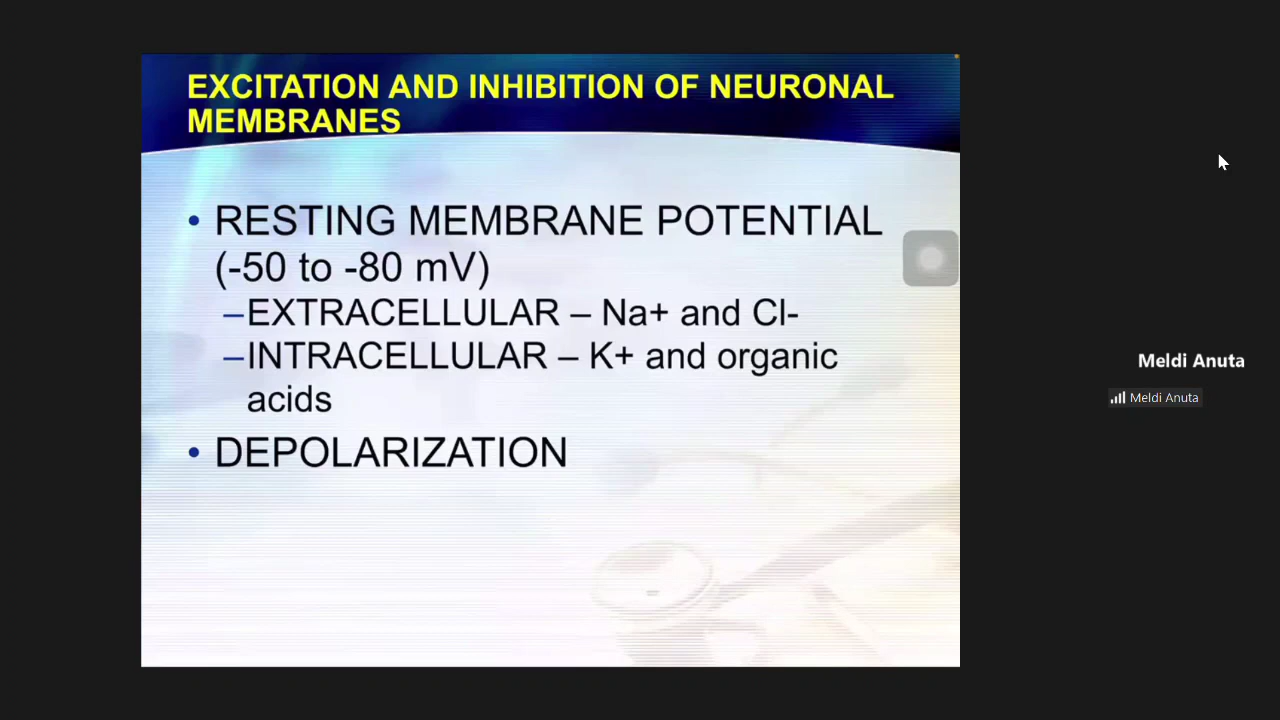 EXCITATION AND INHIBITION OF NEURONAL
MEMBRANES
• RESTING MEMBRANE POTENTIAL
(-50 to -80 mV)
–EXTRACELLULAR – Na+ and Cl-
–INTRACELLULAR – K+ and organic
acids
• DEPOLARIZATION
Meldi Anuta
Meldi Anuta